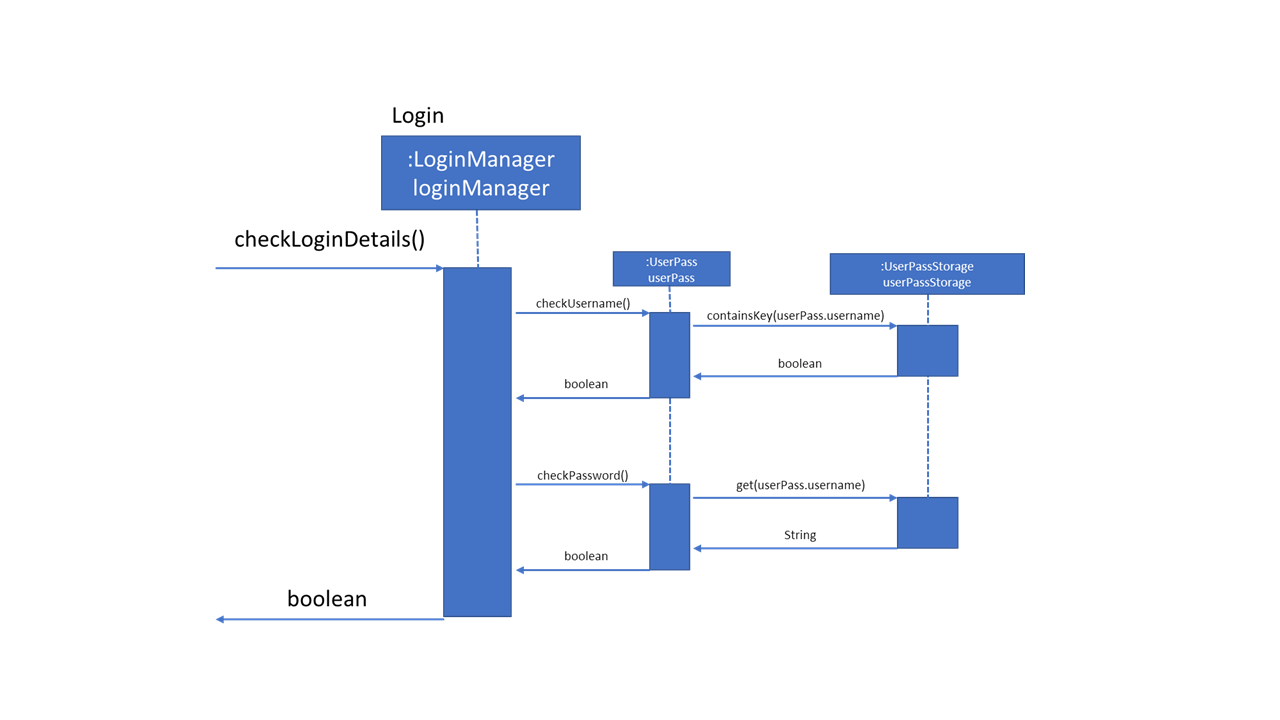 Login
:LoginManager
loginManager
checkLoginDetails()
:UserPass
userPass
:UserPassStorage
userPassStorage
checkUsername()
containsKey(userPass.username)
boolean
boolean
checkPassword()
get(userPass.username)
String
boolean
boolean